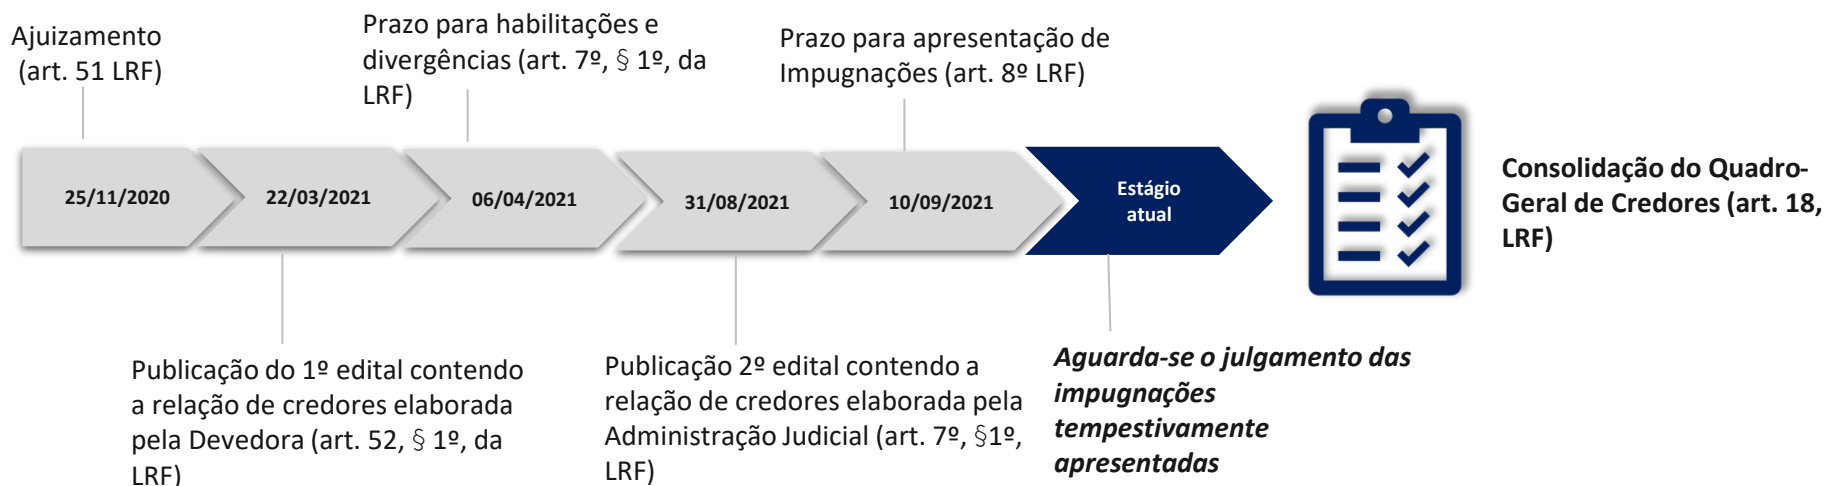 Ajuizamento
(art. 51 LRF)
Prazo para habilitações e
divergências (art. 7º, § 1º, da
LRF)
Prazo para apresentação de
Impugnações (art. 8º LRF)
25/11/2020
22/03/2021
06/04/2021
31/08/2021
10/09/2021
Estágio
atual
Consolidação do Quadro-
Geral de Credores (art. 18,
LRF)
Publicação do 1º edital contendo
a relação de credores elaborada
pela Devedora (art. 52, § 1º, da
LRF)
Publicação 2º edital contendo a
relação de credores elaborada pela
Administração Judicial (art. 7º, §1º,
LRF)
Aguarda-se o julgamento das
impugnações
tempestivamente
apresentadas